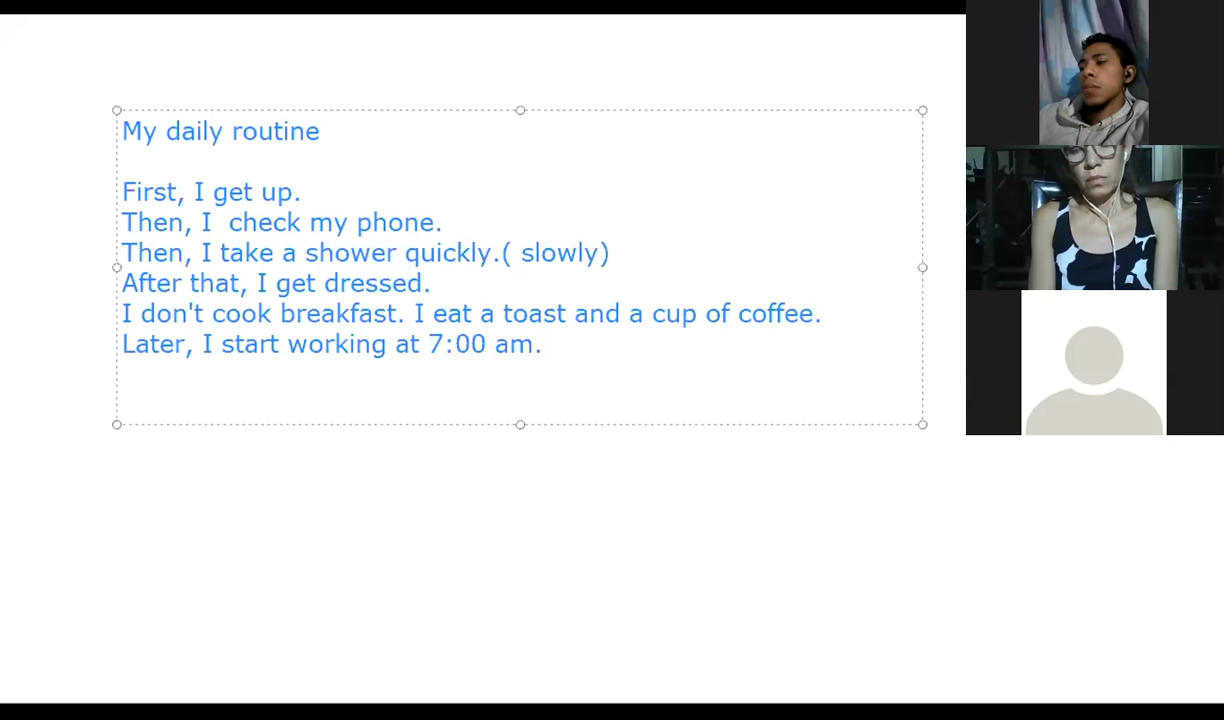 My daily routine
First, I get up.
Then, I  check my phone.
Then, I take a shower quickly.( slowly)
After that, I get dressed.
I don't cook breakfast. I eat a toast and a cup of coffee.
Later, I start working at 7:00 am.